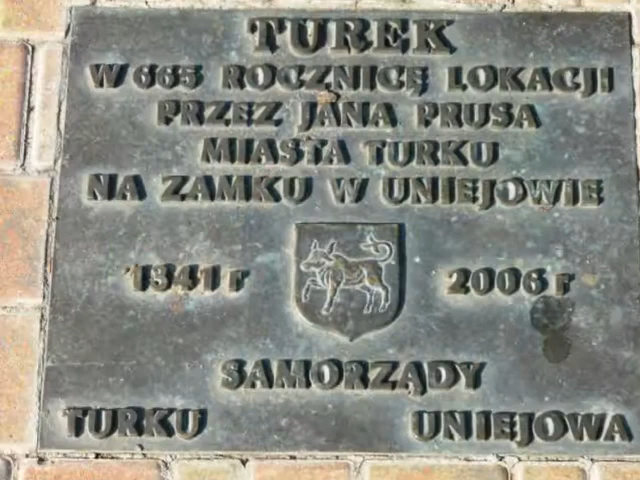 TUREK
W 665 ROCZNICĘ LOKACJI
PRZEZ JANA PRUSA
MIASTA TURKU
NA ZAMKU W UNIEJOWIE
1341 r 2006 r
SAMORZĄDY
TURKU UNIEJOWA